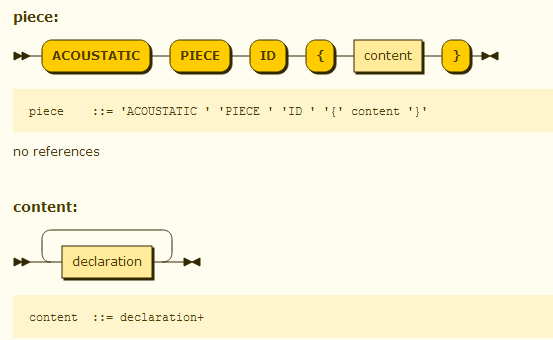 piece:
ACOUSTATIC PIECE ID { content }
piece ::= 'ACOUSTATIC ' 'PIECE ' 'ID ' '{' content '}'
no references
content:
declaration
content ::= declaration+